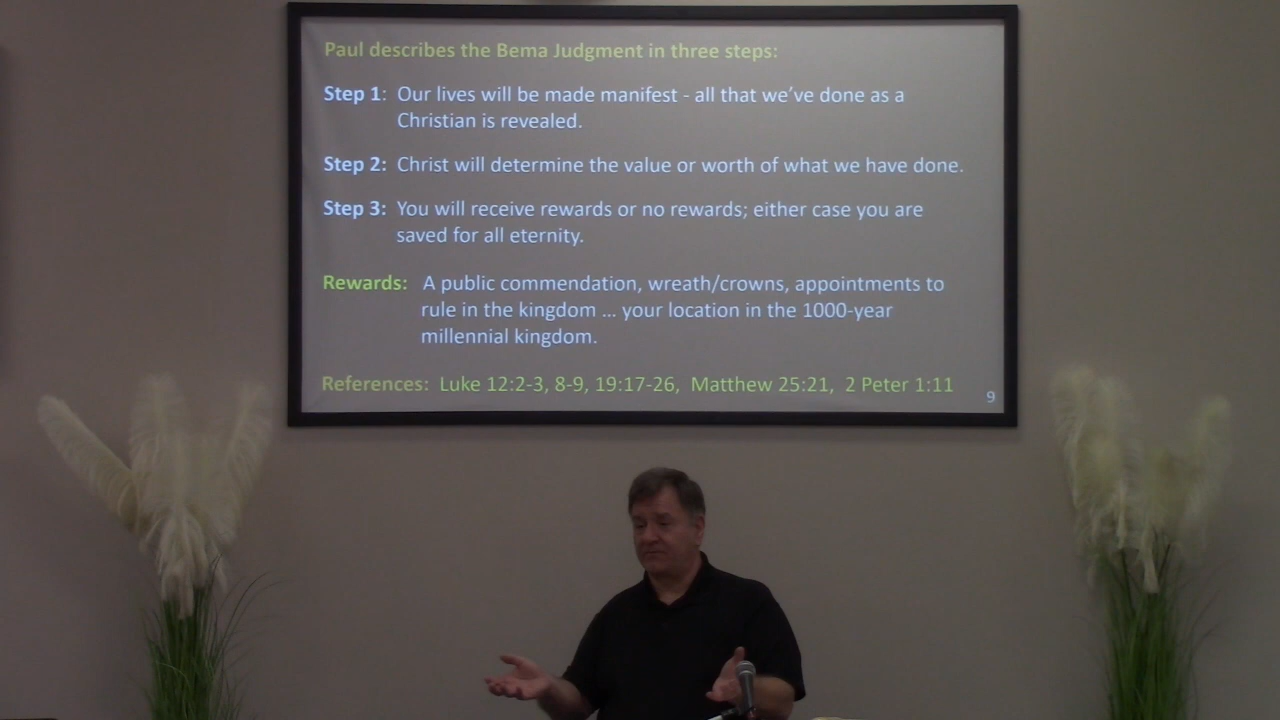 Paul describes the Bema Judgment in three steps:
Step 1: Our lives will be made manifest - all that we've done as a
Christian is revealed.
Step 2: Christ will determine the value or worth of what we have done.
Step 3: You will receive rewards or no rewards; either case you are
saved for all eternity.
Rewards: A public commendation, wreath/crowns, appointments to
rule in the kingdom ... your location in the 1000-year
millennial kingdom.
References: Luke 12:2-3, 8-9, 19:17-26, Matthew 25:21, 2 Peter 1:11
9